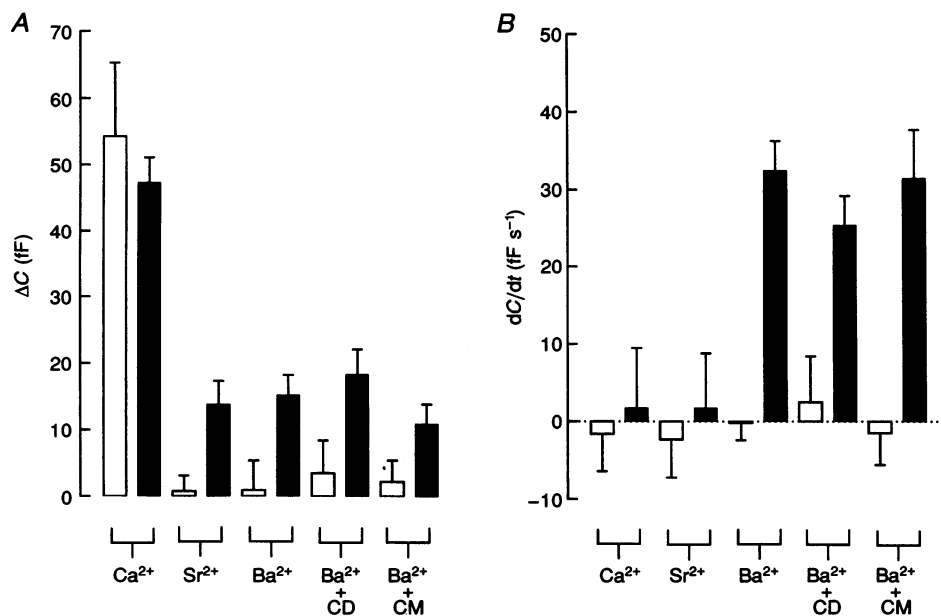 A
70
60
50
40
30
20
10
0
ΔC (fF)
Ca²⁺
Sr²⁺
Ba²⁺
Ba²⁺
+
CD
Ba²⁺
+
CM
B
50
40
30
20
10
0
−10
dC/dt (fF s⁻¹)
Ca²⁺
Sr²⁺
Ba²⁺
Ba²⁺
+
CD
Ba²⁺
+
CM